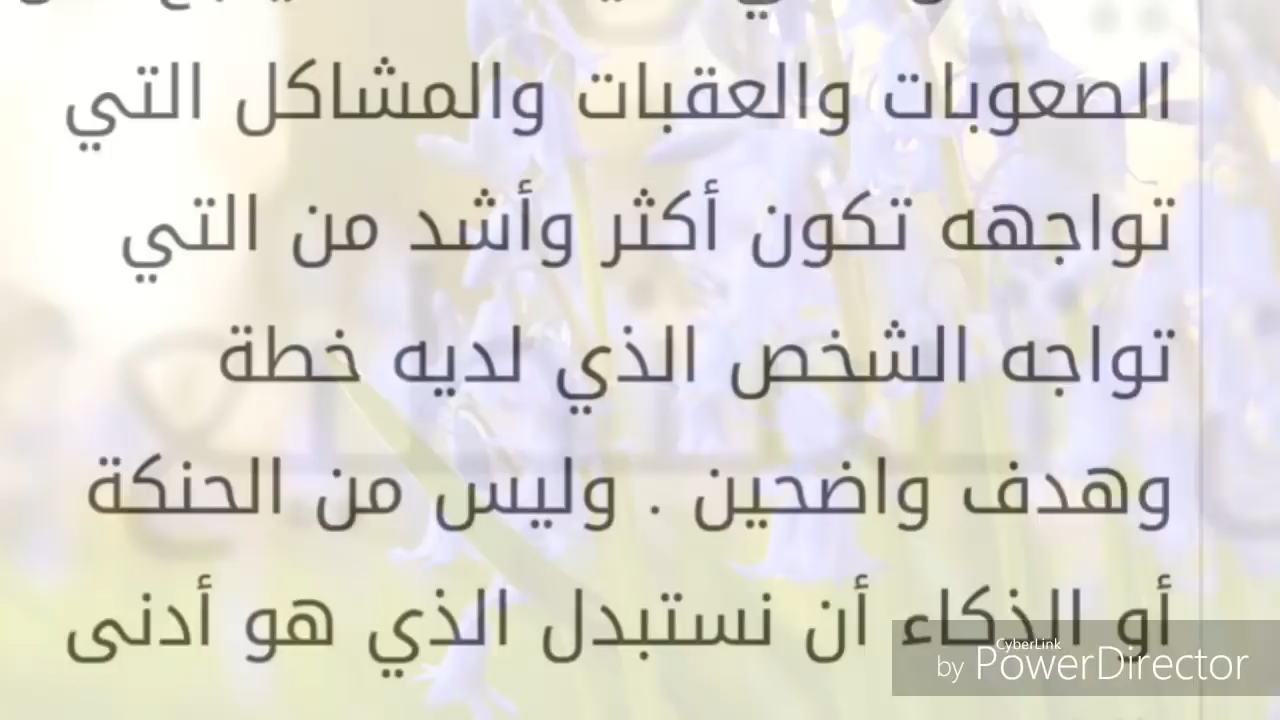 الصعوبات والعقبات والمشاكل التي
تواجهه تكون أكثر وأشد من التي
تواجه الشخص الذي لديه خطة
وهدف واضحين . وليس من الحنكة
أو الذكاء أن نستبدل الذي هو أدنى
CyberLink
by PowerDirector